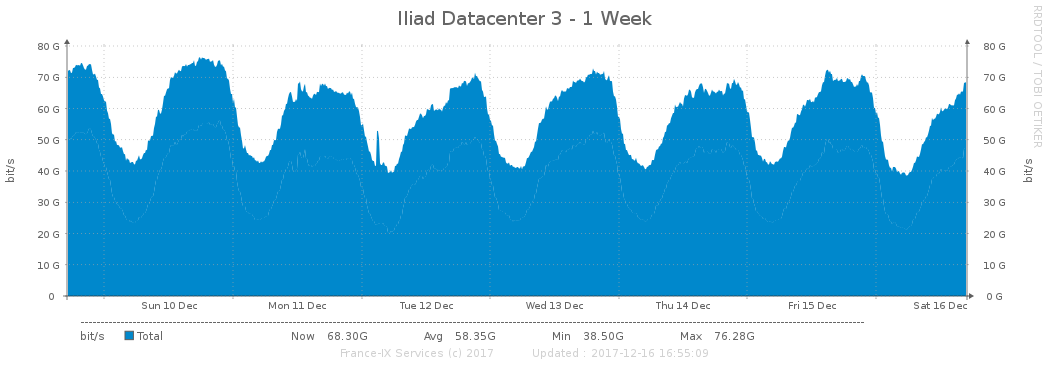 Iliad Datacenter 3 - 1 Week
RRDTOOL / TOBI OETIKER
80 G 80 G
70 G 70 G
60 G 60 G
50 G 50 G
40 G 40 G
30 G 30 G
20 G 20 G
10 G 10 G
0 0 G
bit/s bit/s
Sun 10 Dec Mon 11 Dec Tue 12 Dec Wed 13 Dec Thu 14 Dec Fri 15 Dec Sat 16 Dec
bit/s Total Now 68.30G Avg 58.35G Min 38.50G Max 76.28G
France-IX Services (c) 2017 Updated : 2017-12-16 16:55:09